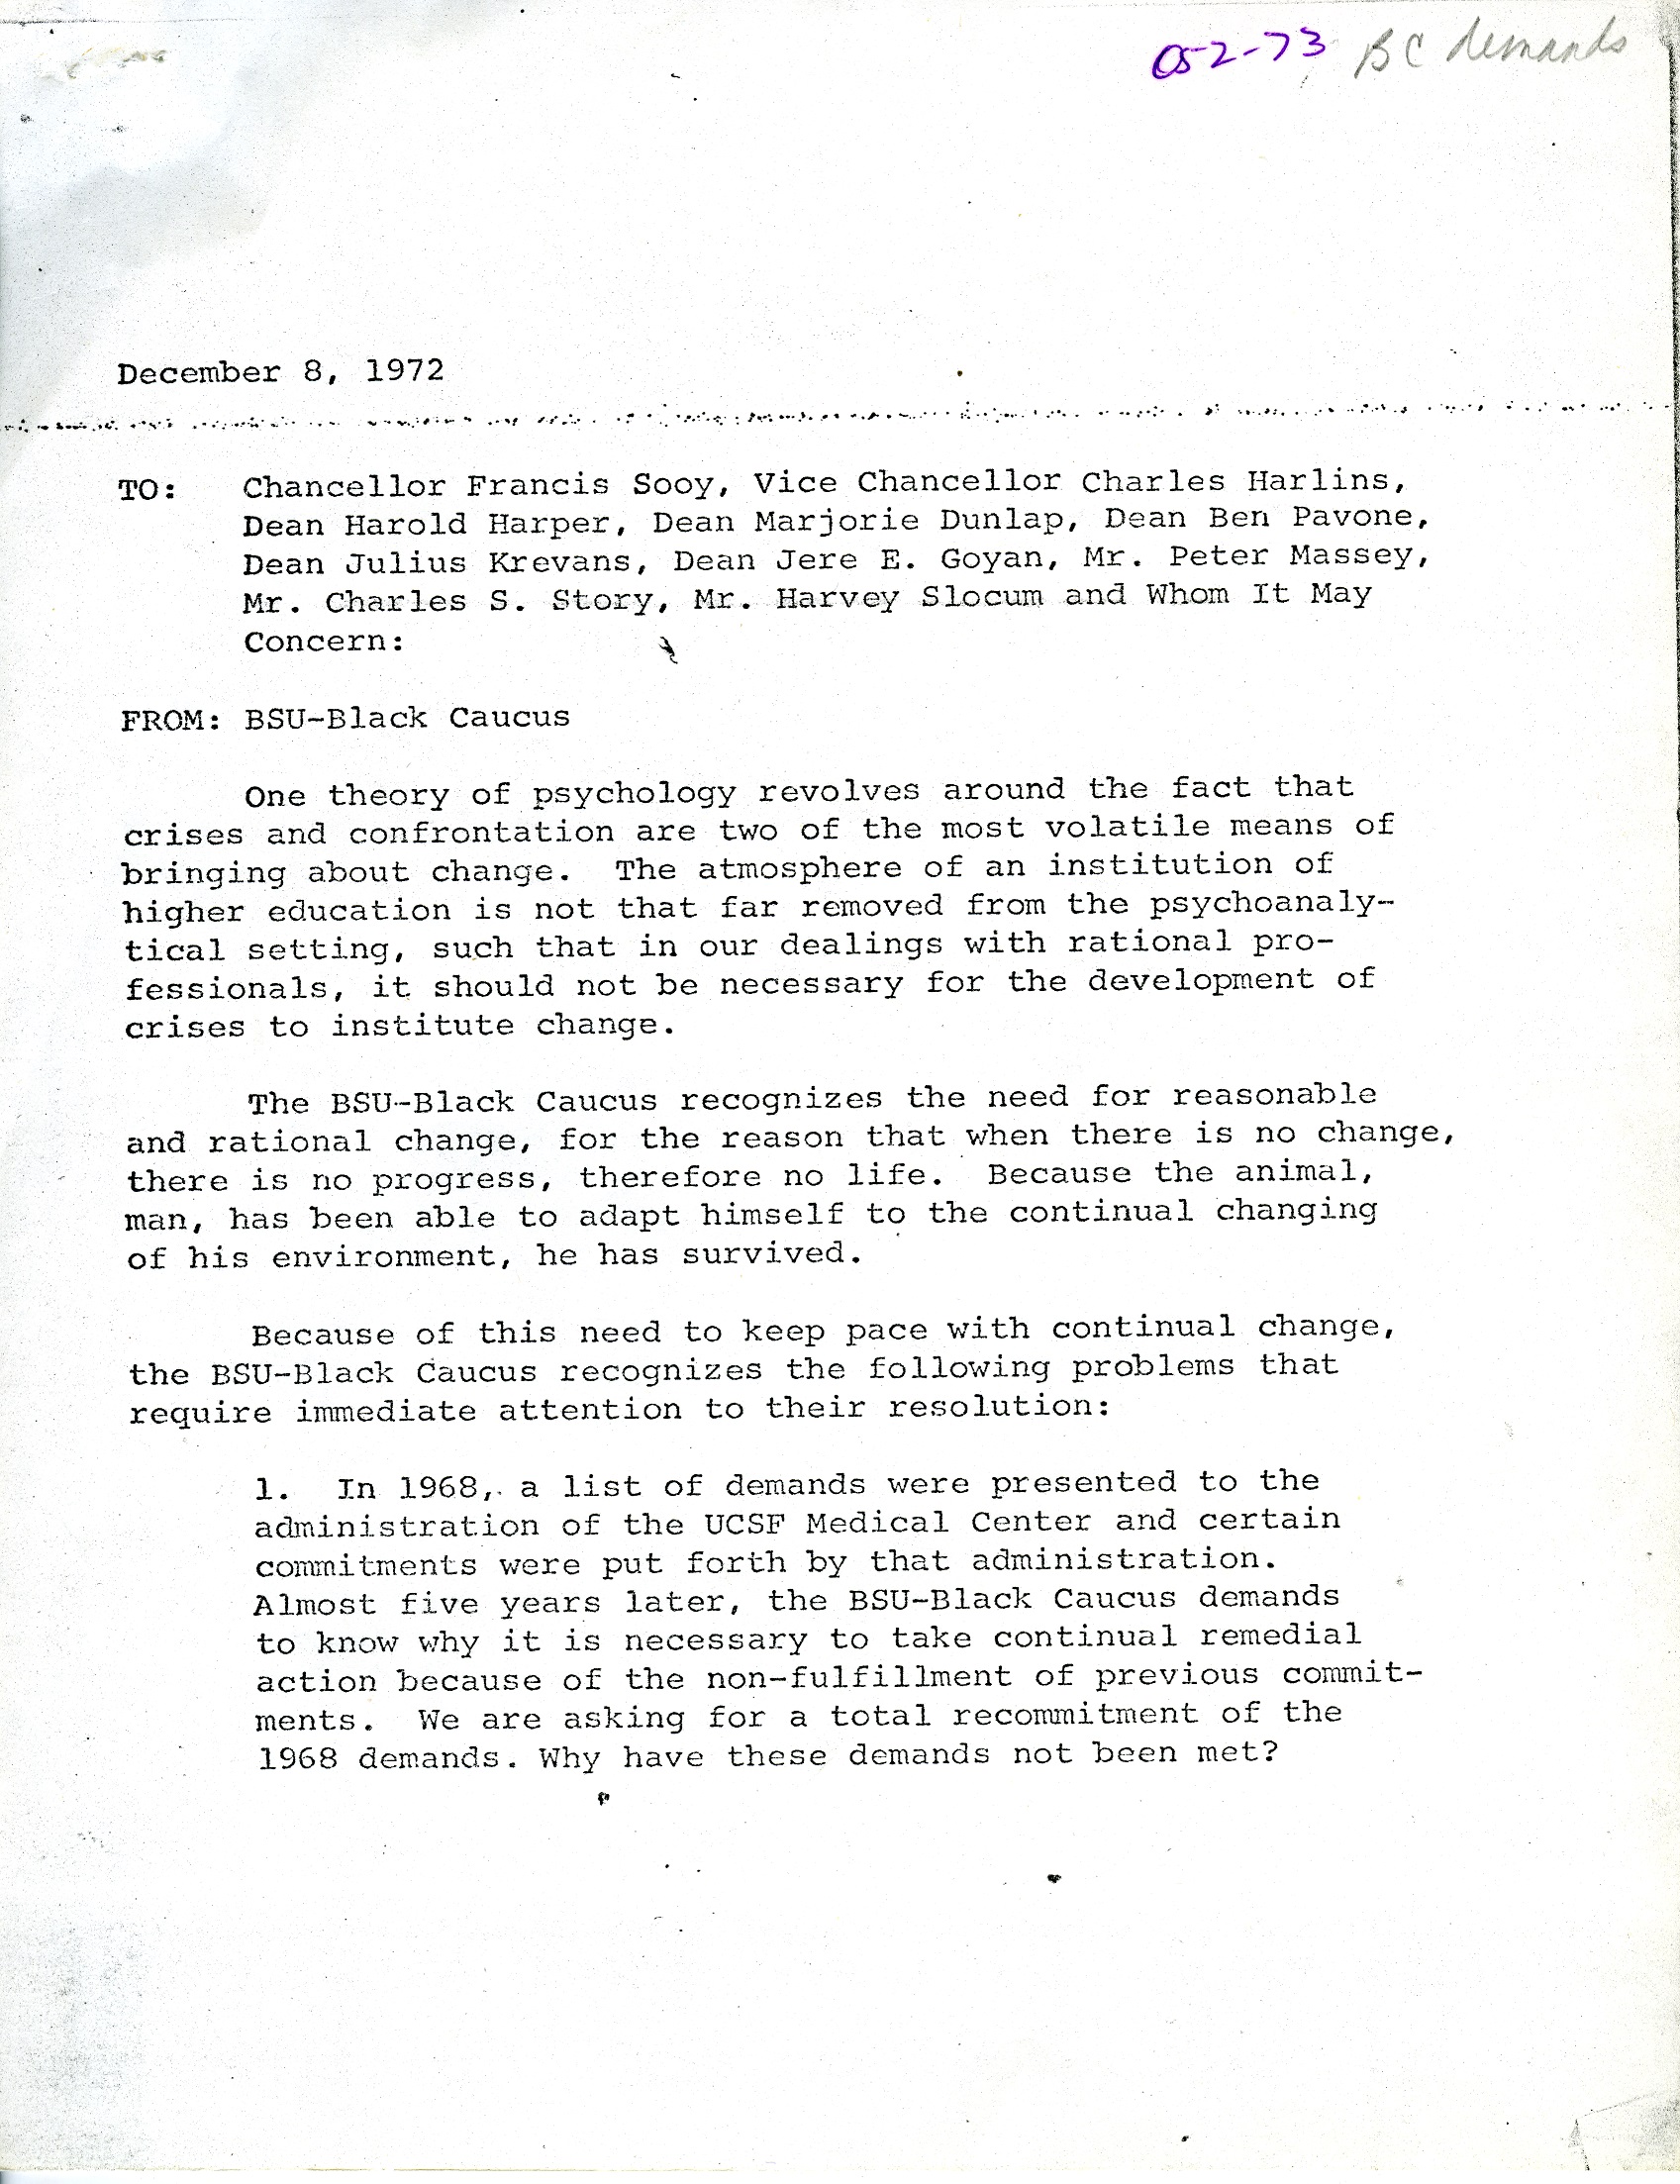 052-73 BC demands
December 8, 1972
TO: Chancellor Francis Sooy, Vice Chancellor Charles Harlins,
Dean Harold Harper, Dean Marjorie Dunlap, Dean Ben Pavone,
Dean Julius Krevans, Dean Jere E. Goyan, Mr. Peter Massey,
Mr. Charles S. Story, Mr. Harvey Slocum and Whom It May
Concern:
FROM: BSU-Black Caucus
One theory of psychology revolves around the fact that
crises and confrontation are two of the most volatile means of
bringing about change. The atmosphere of an institution of
higher education is not that far removed from the psychoanaly-
tical setting, such that in our dealings with rational pro-
fessionals, it should not be necessary for the development of
crises to institute change.
The BSU-Black Caucus recognizes the need for reasonable
and rational change, for the reason that when there is no change,
there is no progress, therefore no life. Because the animal,
man, has been able to adapt himself to the continual changing
of his environment, he has survived.
Because of this need to keep pace with continual change,
the BSU-Black Caucus recognizes the following problems that
require immediate attention to their resolution:
1. In 1968, a list of demands were presented to the
administration of the UCSF Medical Center and certain
commitments were put forth by that administration.
Almost five years later, the BSU-Black Caucus demands
to know why it is necessary to take continual remedial
action because of the non-fulfillment of previous commit-
ments. We are asking for a total recommitment of the
1968 demands. Why have these demands not been met?